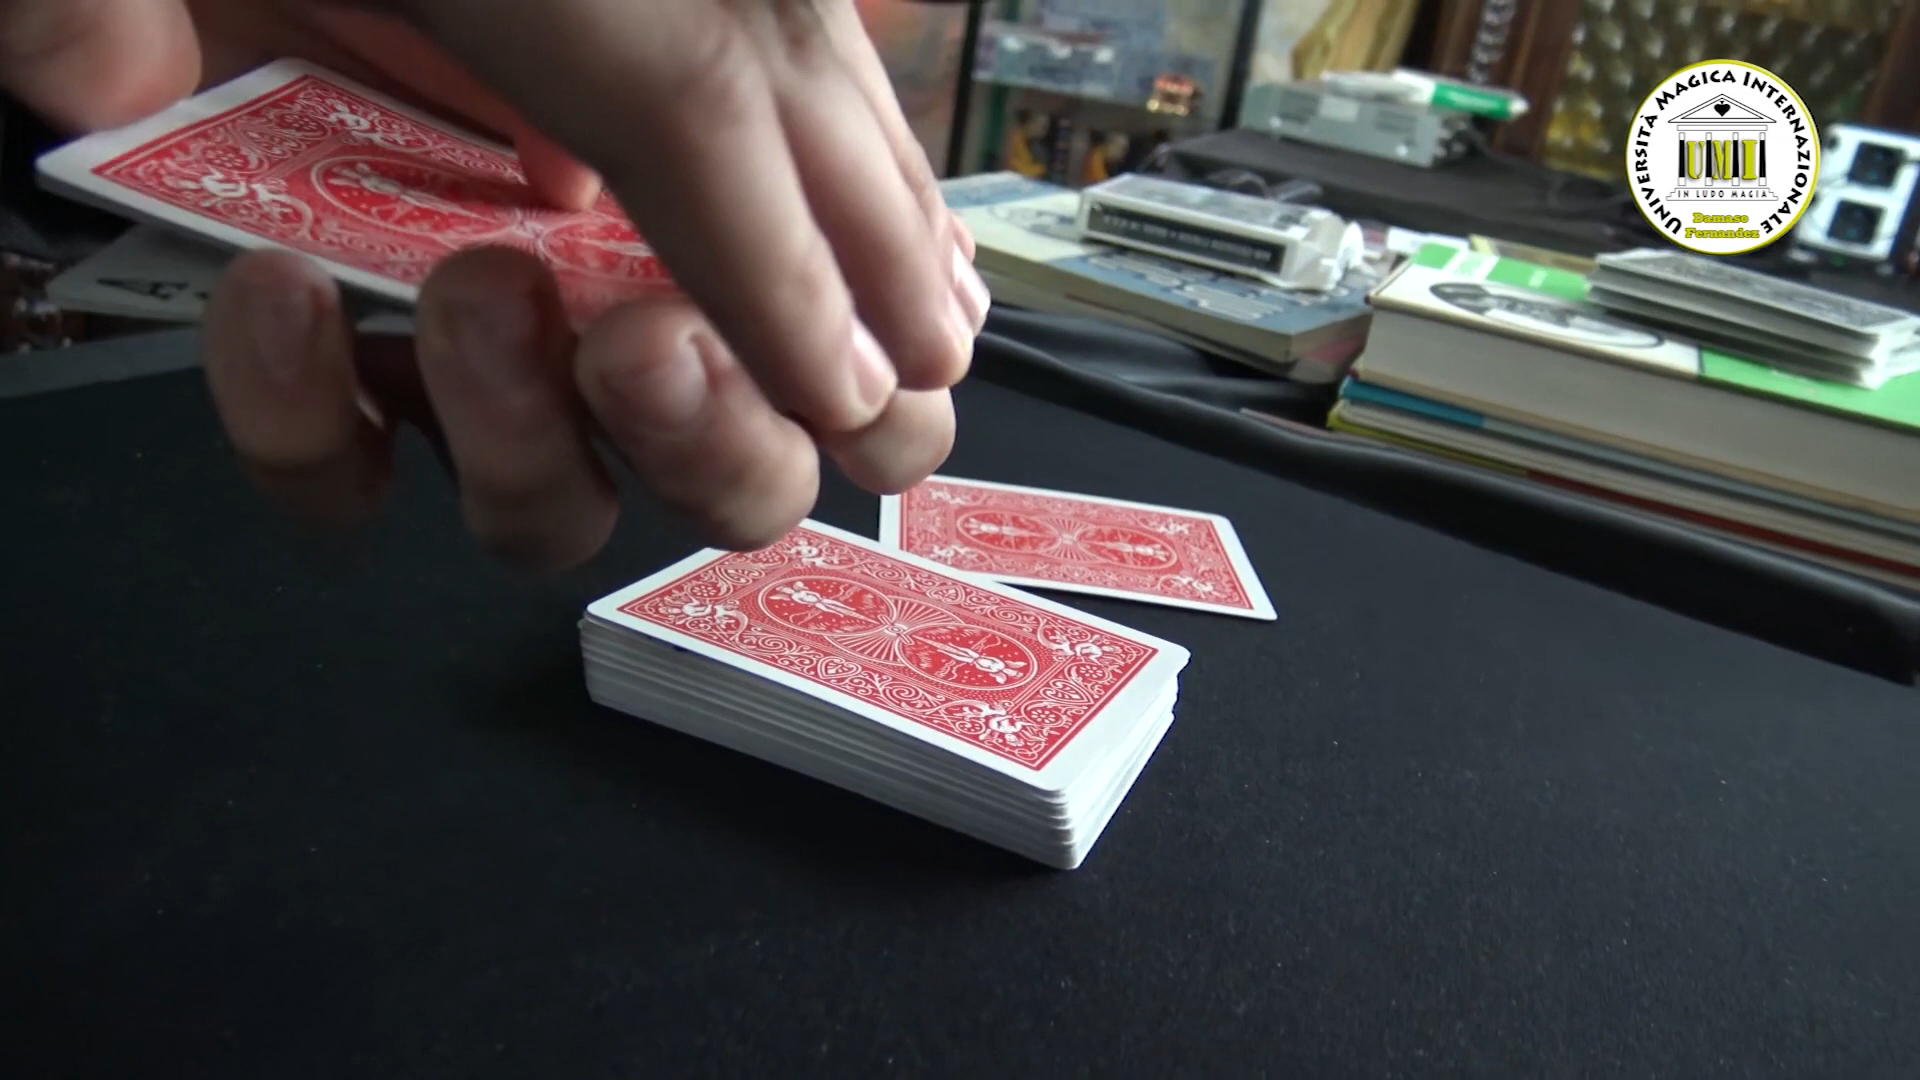 UNIVERSITÀ MAGICA INTERNAZIONALE
UMI
IN LUDO MAGIA
Damaso
Fernandez